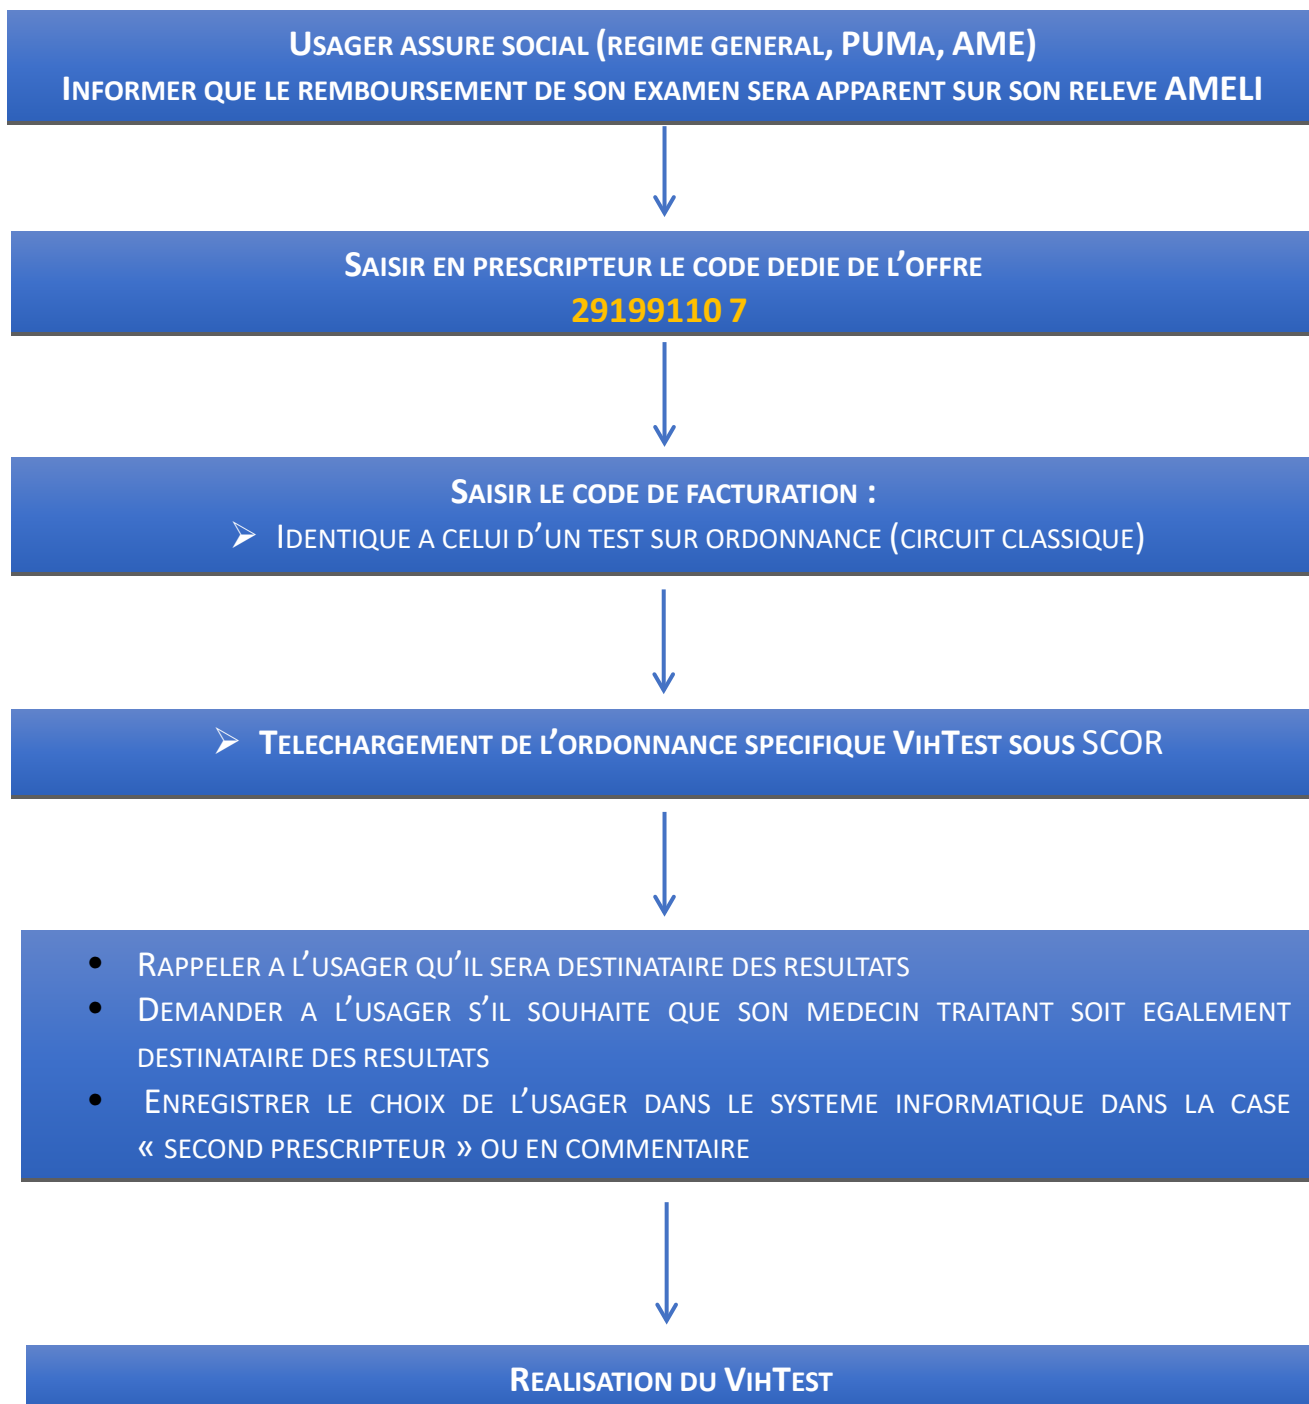 USAGER ASSURE SOCIAL (REGIME GENERAL, PUMA, AME)
INFORMER QUE LE REMBOURSEMENT DE SON EXAMEN SERA APPARENT SUR SON RELEVE AMELI
SAISIR EN PRESCRIPTEUR LE CODE DEDIE DE L’OFFRE
29199110 7
SAISIR LE CODE DE FACTURATION :
➢ IDENTIQUE A CELUI D’UN TEST SUR ORDONNANCE (CIRCUIT CLASSIQUE)
➢ TELECHARGEMENT DE L’ORDONNANCE SPECIFIQUE VIHTEST SOUS SCOR
• RAPPELER A L’USAGER QU’IL SERA DESTINATAIRE DES RESULTATS
• DEMANDER A L’USAGER S’IL SOUHAITE QUE SON MEDECIN TRAITANT SOIT EGALEMENT
DESTINATAIRE DES RESULTATS
• ENREGISTRER LE CHOIX DE L’USAGER DANS LE SYSTEME INFORMATIQUE DANS LA CASE
« SECOND PRESCRIPTEUR » OU EN COMMENTAIRE
REALISATION DU VIHTEST